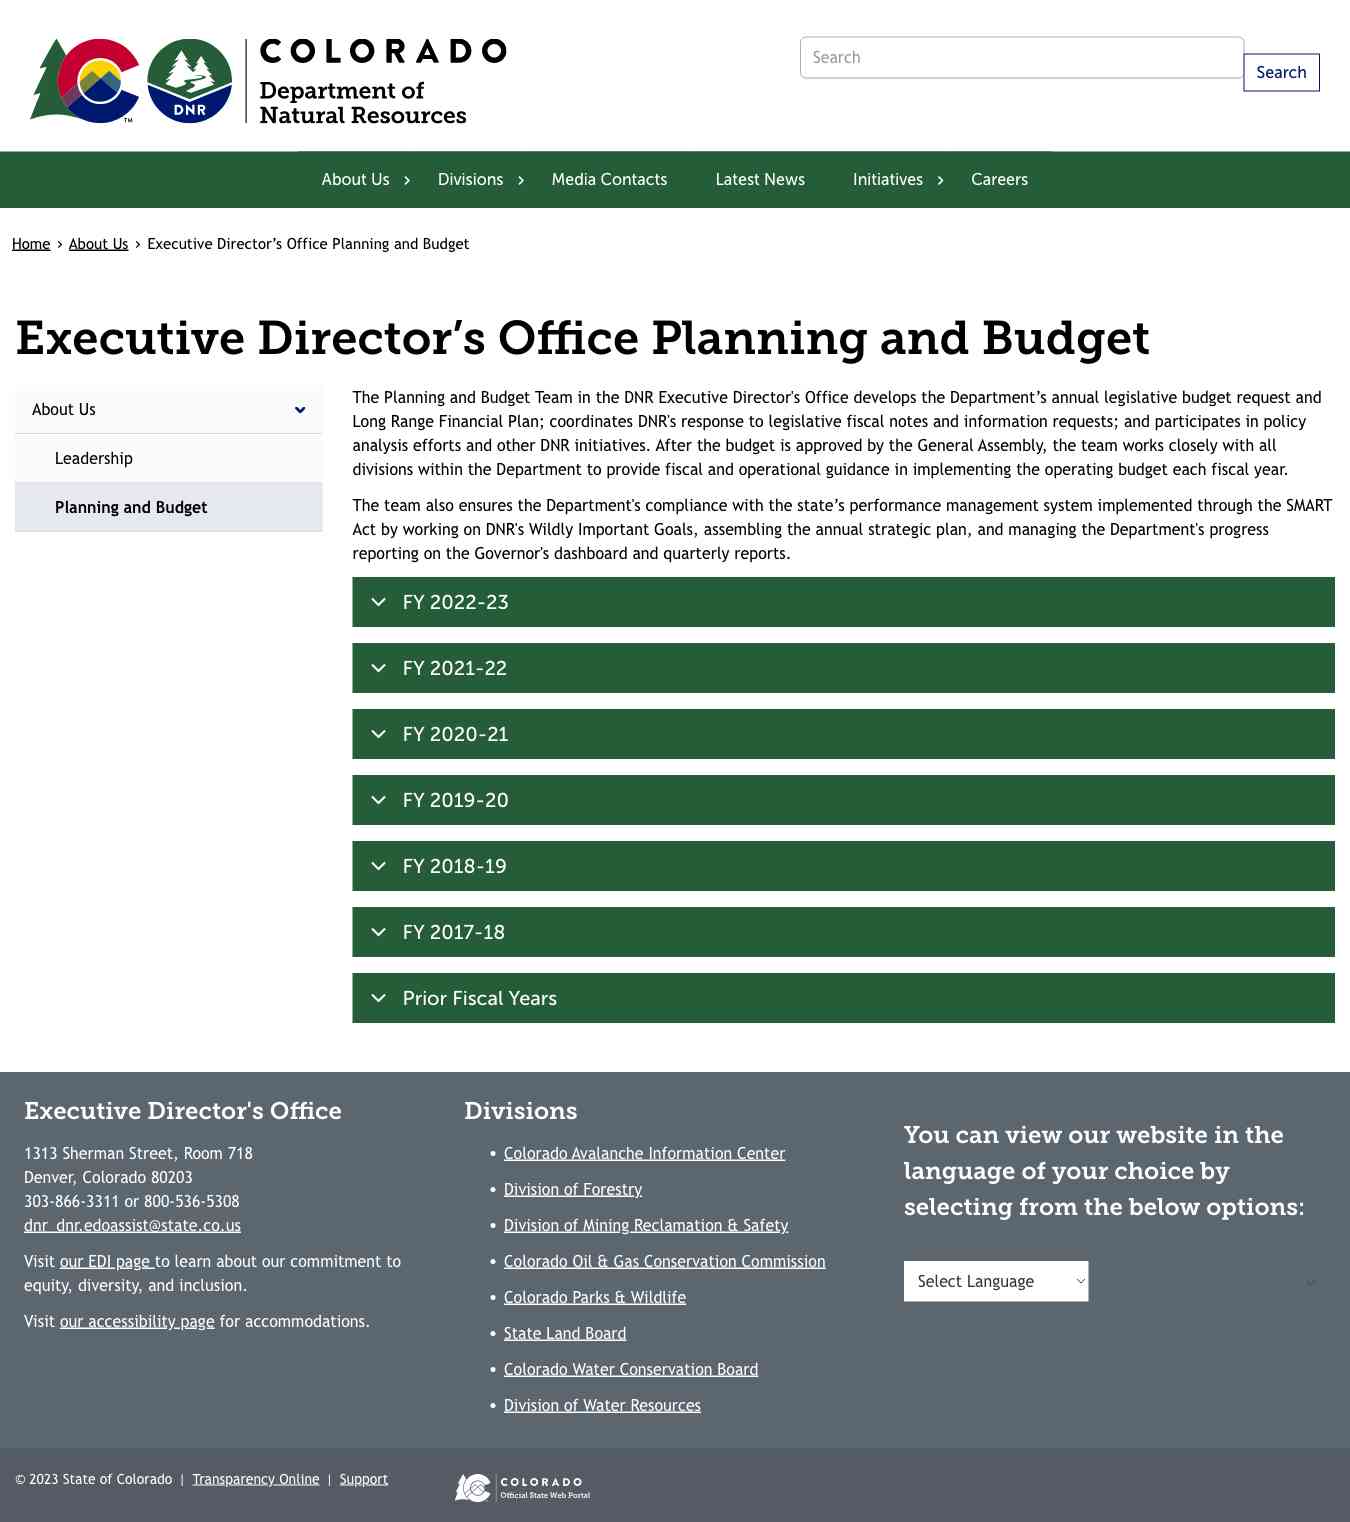 COLORADO
Department of
Natural Resources
DNR
TM
Search
Search
About Us
Divisions
Media Contacts
Latest News
Initiatives
Careers
Home › About Us › Executive Director’s Office Planning and Budget
Executive Director’s Office Planning and Budget
About Us
Leadership
Planning and Budget
The Planning and Budget Team in the DNR Executive Director's Office develops the Department’s annual legislative budget request and
Long Range Financial Plan; coordinates DNR's response to legislative fiscal notes and information requests; and participates in policy
analysis efforts and other DNR initiatives. After the budget is approved by the General Assembly, the team works closely with all
divisions within the Department to provide fiscal and operational guidance in implementing the operating budget each fiscal year.
The team also ensures the Department's compliance with the state’s performance management system implemented through the SMART
Act by working on DNR's Wildly Important Goals, assembling the annual strategic plan, and managing the Department's progress
reporting on the Governor's dashboard and quarterly reports.
FY 2022-23
FY 2021-22
FY 2020-21
FY 2019-20
FY 2018-19
FY 2017-18
Prior Fiscal Years
Executive Director's Office
1313 Sherman Street, Room 718
Denver, Colorado 80203
303-866-3311 or 800-536-5308
dnr_dnr.edoassist@state.co.us
Visit our EDI page to learn about our commitment to
equity, diversity, and inclusion.
Visit our accessibility page for accommodations.
Divisions
• Colorado Avalanche Information Center
• Division of Forestry
• Division of Mining Reclamation & Safety
• Colorado Oil & Gas Conservation Commission
• Colorado Parks & Wildlife
• State Land Board
• Colorado Water Conservation Board
• Division of Water Resources
You can view our website in the
language of your choice by
selecting from the below options:
Select Language
© 2023 State of Colorado | Transparency Online | Support
COLORADO
Official State Web Portal